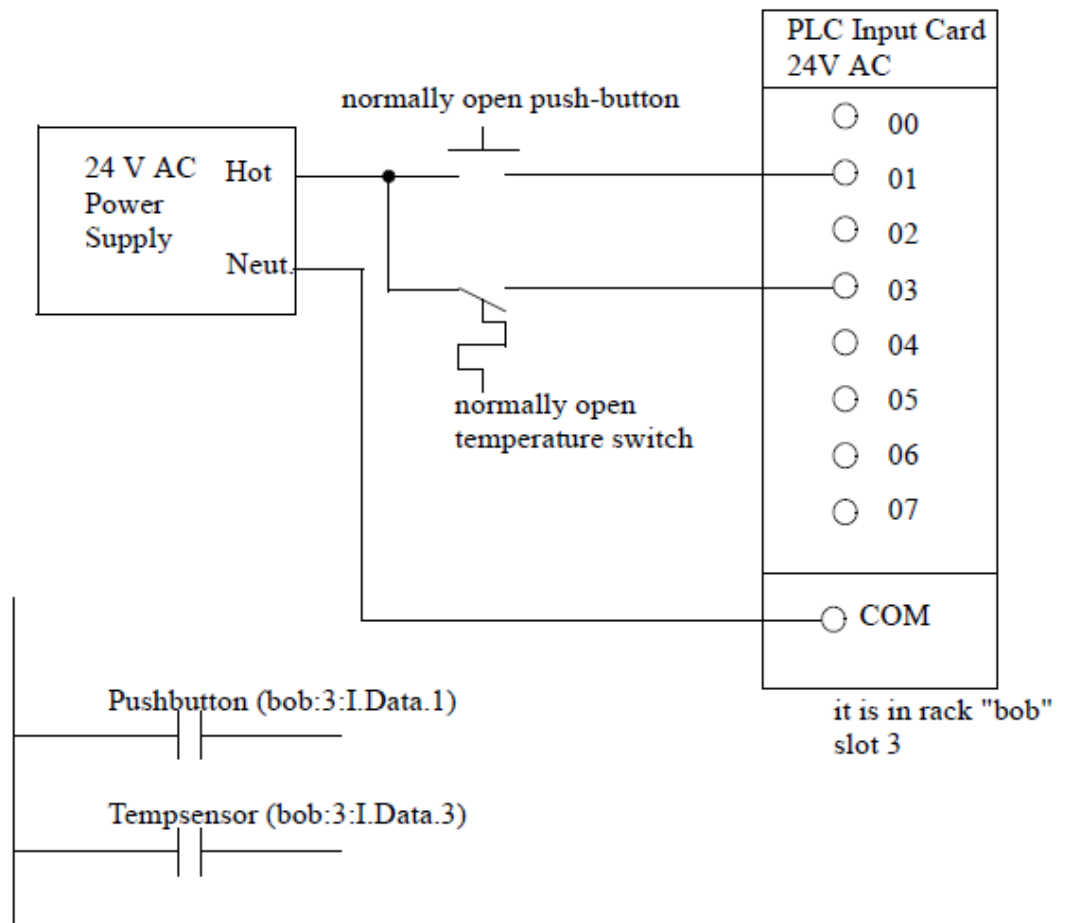 PLC Input Card
24V AC
normally open push-button
00
24 V AC
Power
Supply
Hot
Neut.
01
02
03
04
05
06
07
normally open
temperature switch
COM
it is in rack "bob"
slot 3
Pushbutton (bob:3:I.Data.1)
Tempsensor (bob:3:I.Data.3)